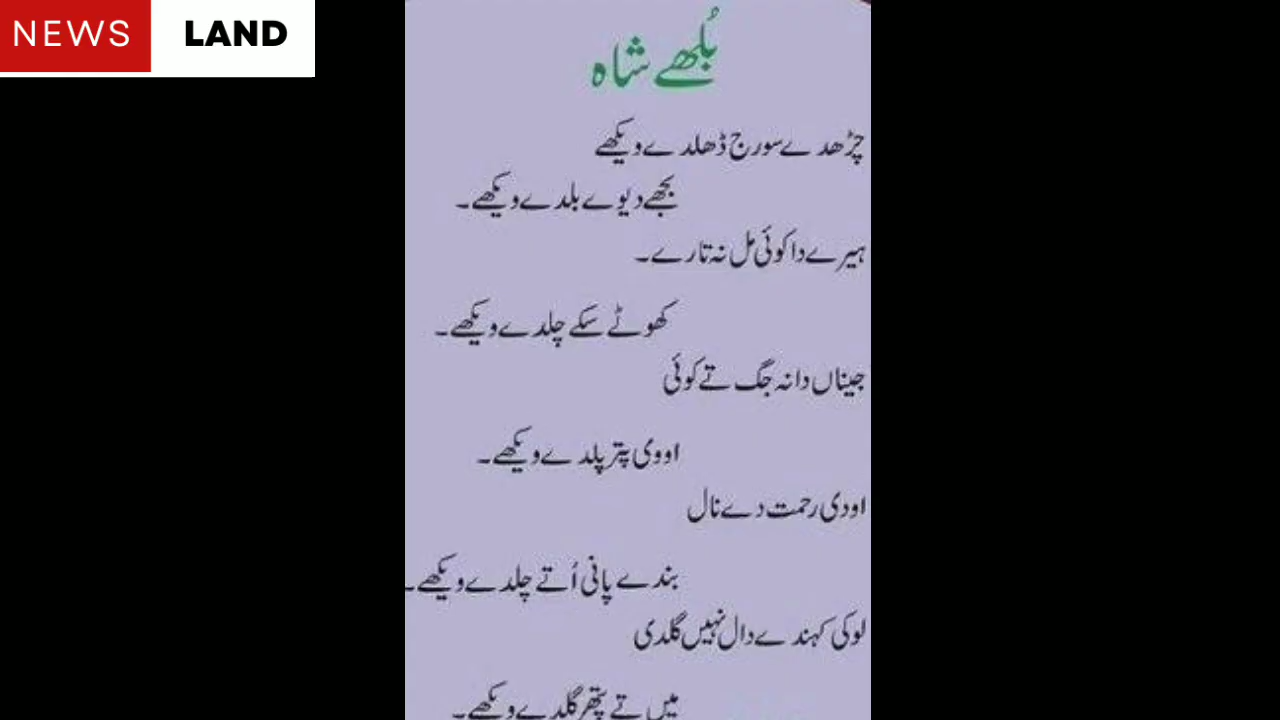 NEWS LAND
بُلھے شاہ
چڑھدے سورج ڈھلدے ویکھے
بجھے دیوے بلدے ویکھے۔
ہیرے دا کوئی مل نہ تارے۔
کھوٹے سکے چلدے ویکھے۔
جیناں دا نہ جگ تے کوئی
اووی پتر پلدے ویکھے۔
اودی رحمت دے نال
بندے پانی اُتے چلدے ویکھے۔
لوکی کہندے دال نہیں گلدی
میں تے پتھر گلدے ویکھے۔